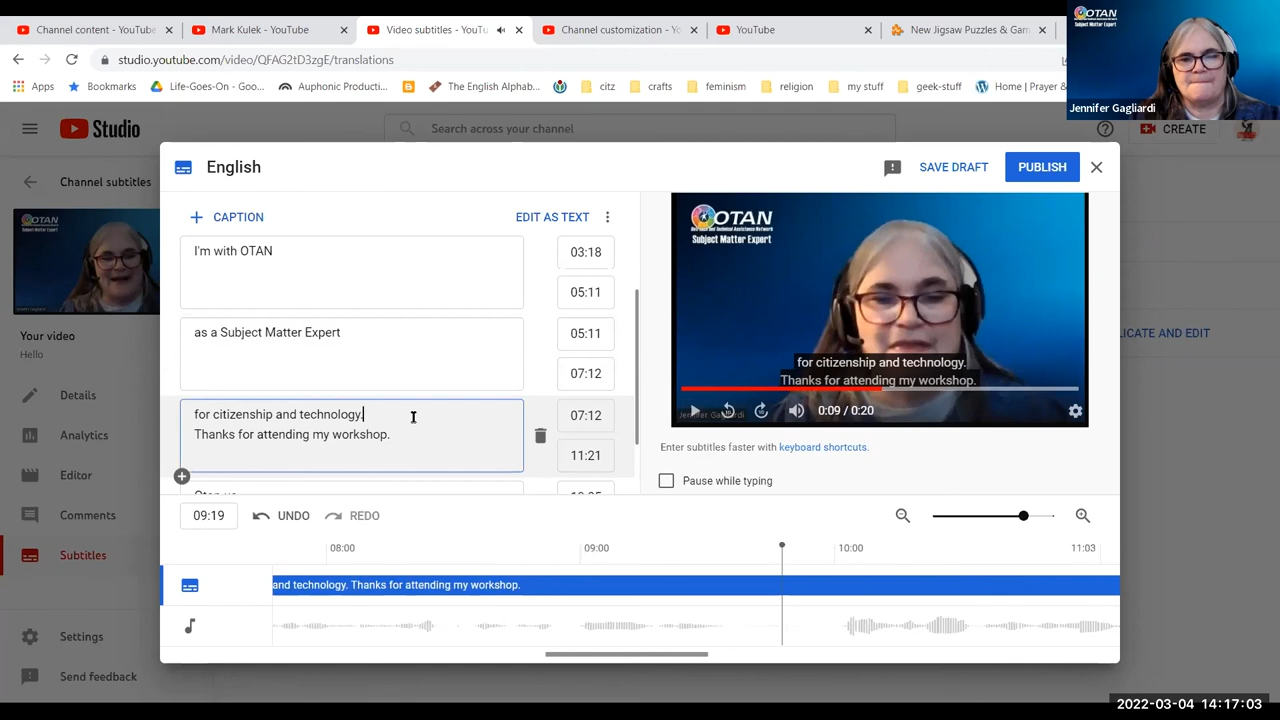 Channel content - YouTube
Mark Kulek - YouTube
Video subtitles - YouTu
Channel customization - Y
YouTube
New Jigsaw Puzzles & Gam
studio.youtube.com/video/QFAG2tD3zgE/translations
Apps
Bookmarks
Life-Goes-On - Goo...
Auphonic Productio...
The English Alphab...
citz
crafts
feminism
religion
my stuff
geek-stuff
Home | Prayer &
OTAN
Subject Matter Expert
Jennifer Gagliardi
Studio
Search across your channel
CREATE
Channel subtitles
English
SAVE DRAFT
PUBLISH
CAPTION
EDIT AS TEXT
I'm with OTAN
03:18
05:11
as a Subject Matter Expert
05:11
07:12
for citizenship and technology.
Thanks for attending my workshop.
07:12
11:21
OTAN
Subject Matter Expert
for citizenship and technology.
Thanks for attending my workshop.
0:09 / 0:20
Jennifer Gagliardi
Enter subtitles faster with keyboard shortcuts.
Pause while typing
OTAN
Your video
Hello
Details
Analytics
Editor
Comments
Subtitles
Settings
Send feedback
LICATE AND EDIT
09:19
UNDO
REDO
08:00
09:00
10:00
11:03
and technology. Thanks for attending my workshop.
2022-03-04 14:17:03